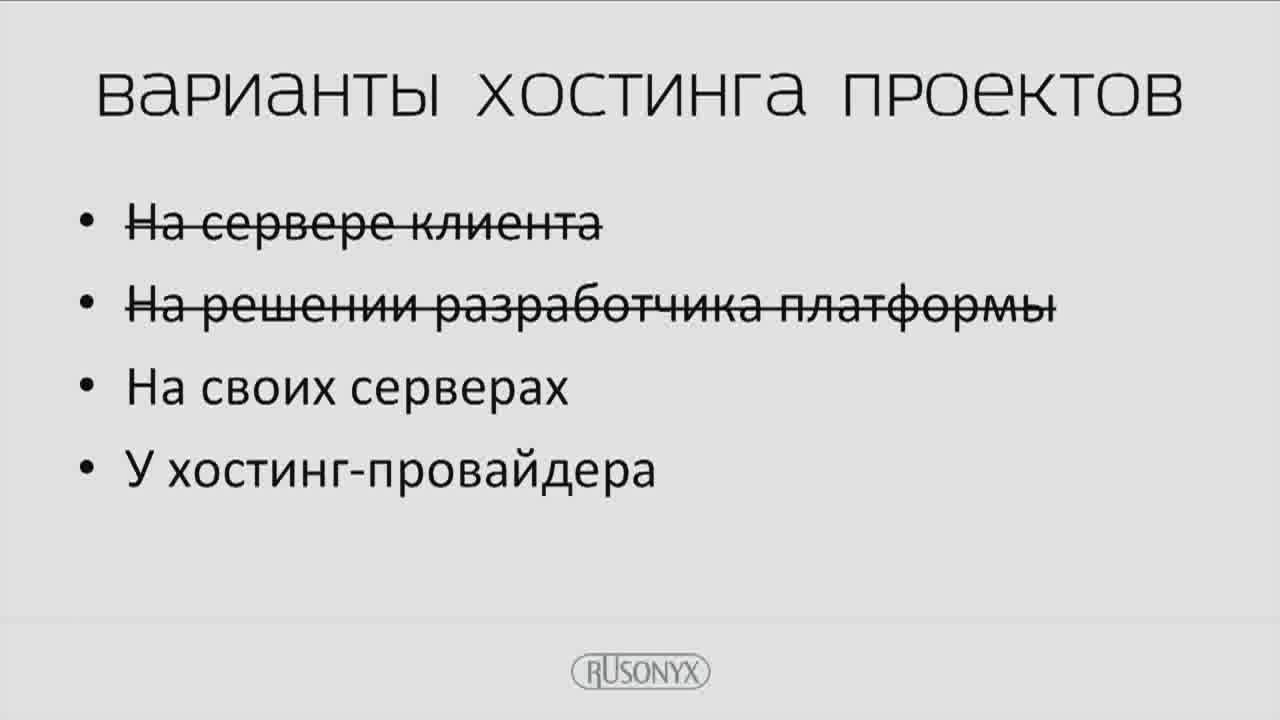 варианты хостинга проектов
• На сервере клиента
• На решении разработчика платформы
• На своих серверах
• У хостинг-провайдера
RUSONYX